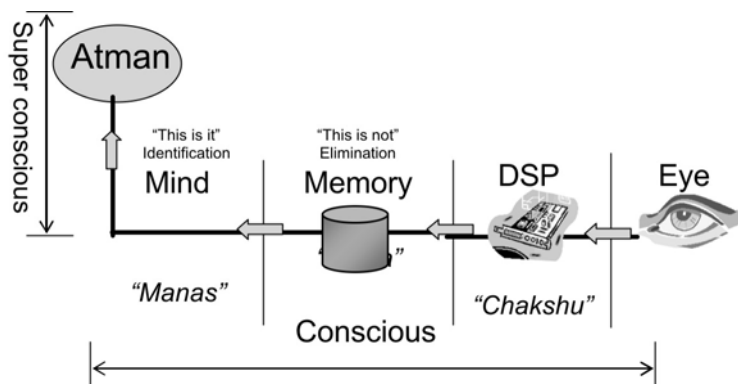 Super conscious
Atman
"This is it"
Identification
Mind
"This is not"
Elimination
Memory
DSP
Eye
"Manas"
"Chakshu"
Conscious